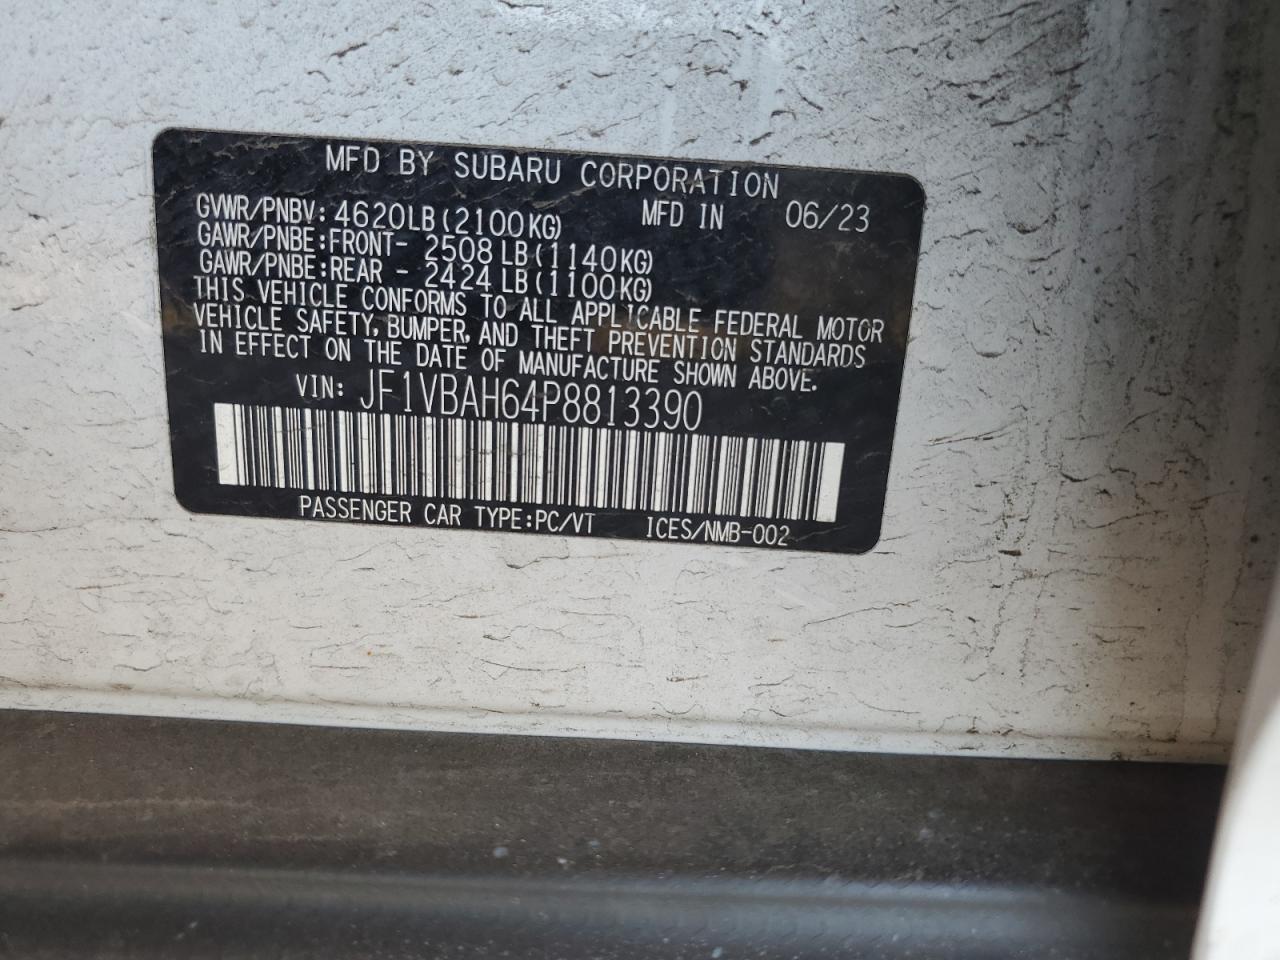 MFD BY SUBARU CORPORATION
GVWR/PNBV: 4620LB(2100KG) MFD IN 06/23
GAWR/PNBE:FRONT- 2508 LB(1140KG)
GAWR/PNBE:REAR - 2424 LB(1100KG)
THIS VEHICLE CONFORMS TO ALL APPLICABLE FEDERAL MOTOR
VEHICLE SAFETY, BUMPER, AND THEFT PREVENTION STANDARDS
IN EFFECT ON THE DATE OF MANUFACTURE SHOWN ABOVE.
VIN: JF1VBAH64P8813390
PASSENGER CAR TYPE:PC/VT ICES/NMB-002